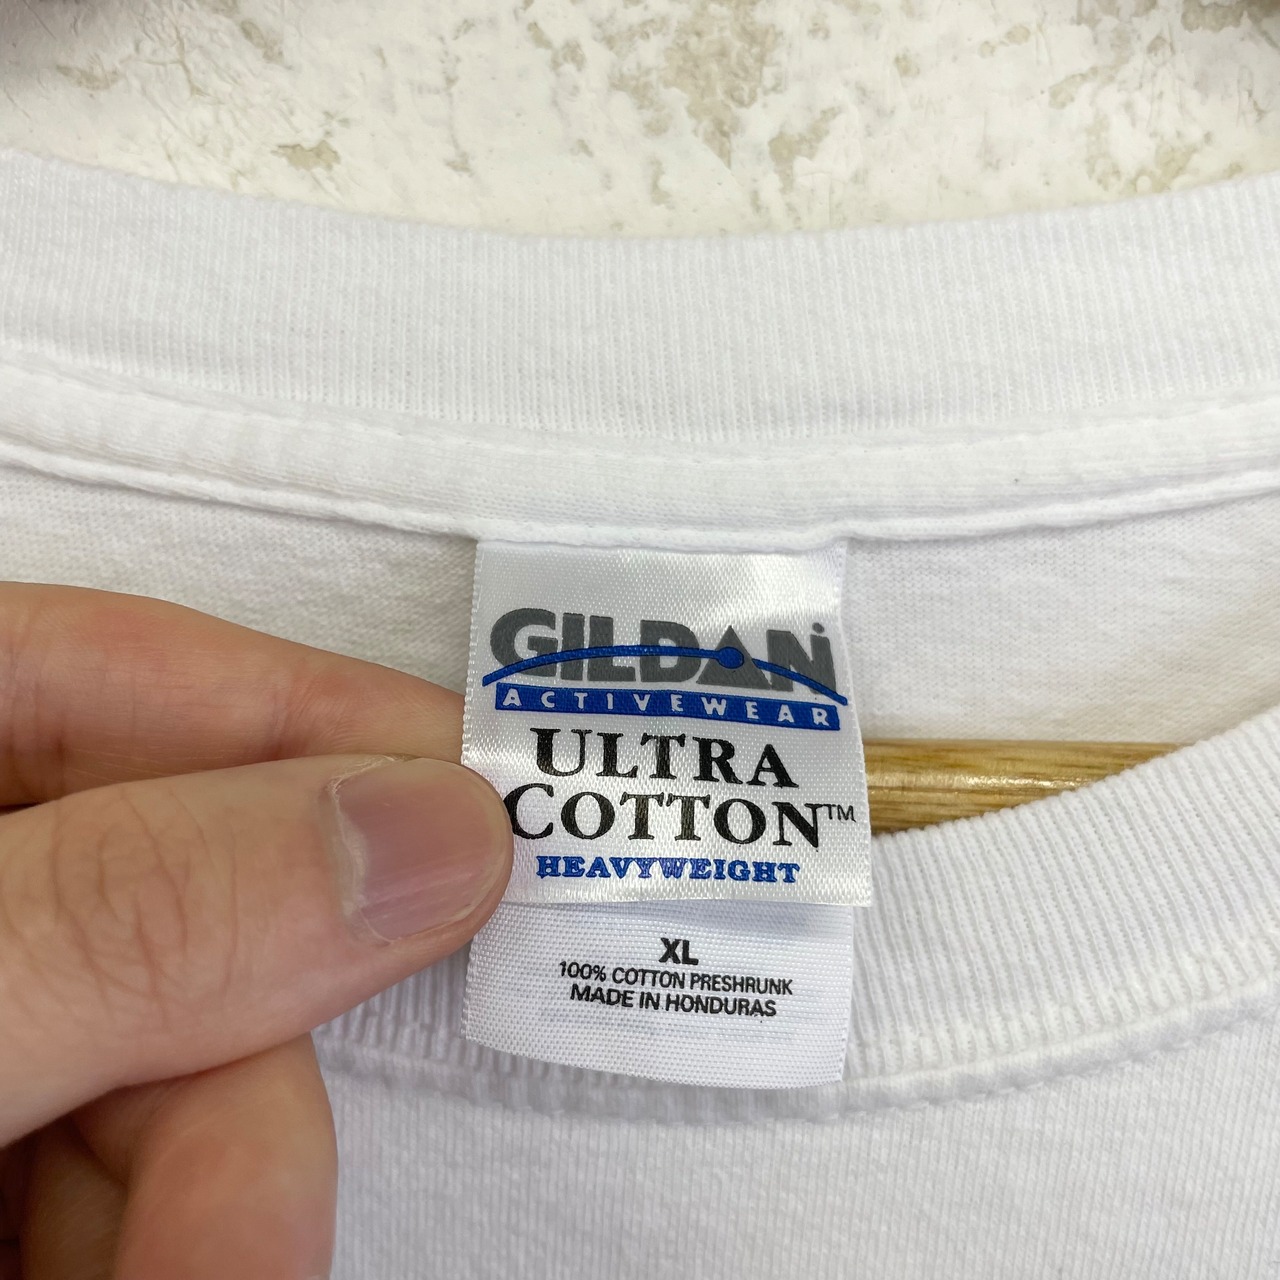 GILDAN
ACTIVEWEAR
ULTRA
COTTON™
HEAVYWEIGHT
XL
100% COTTON PRESHRUNK
MADE IN HONDURAS